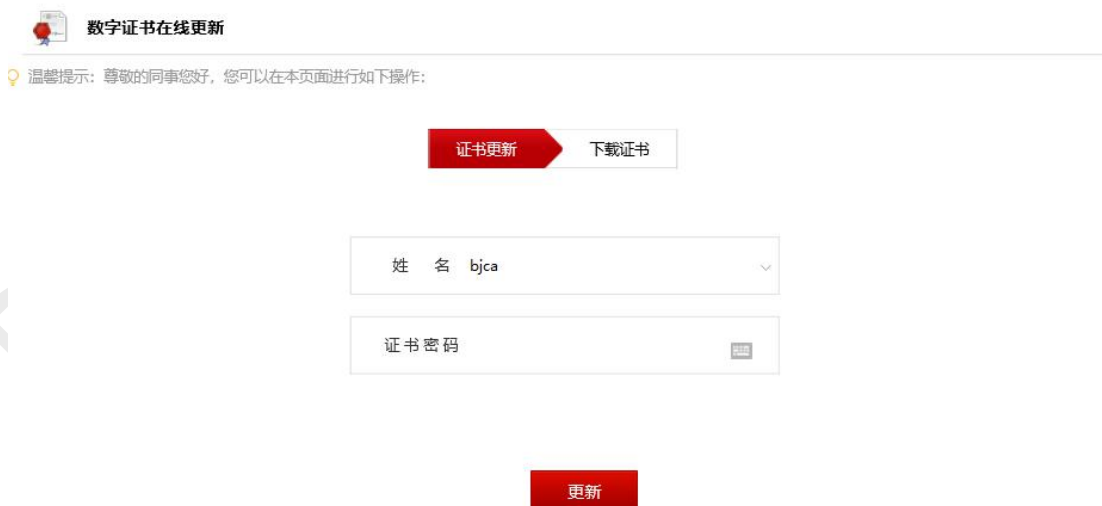 数字证书在线更新
温馨提示：尊敬的同事您好，您可以在本页面进行如下操作：
证书更新 下载证书
姓 名 bjca
证书密码
更新